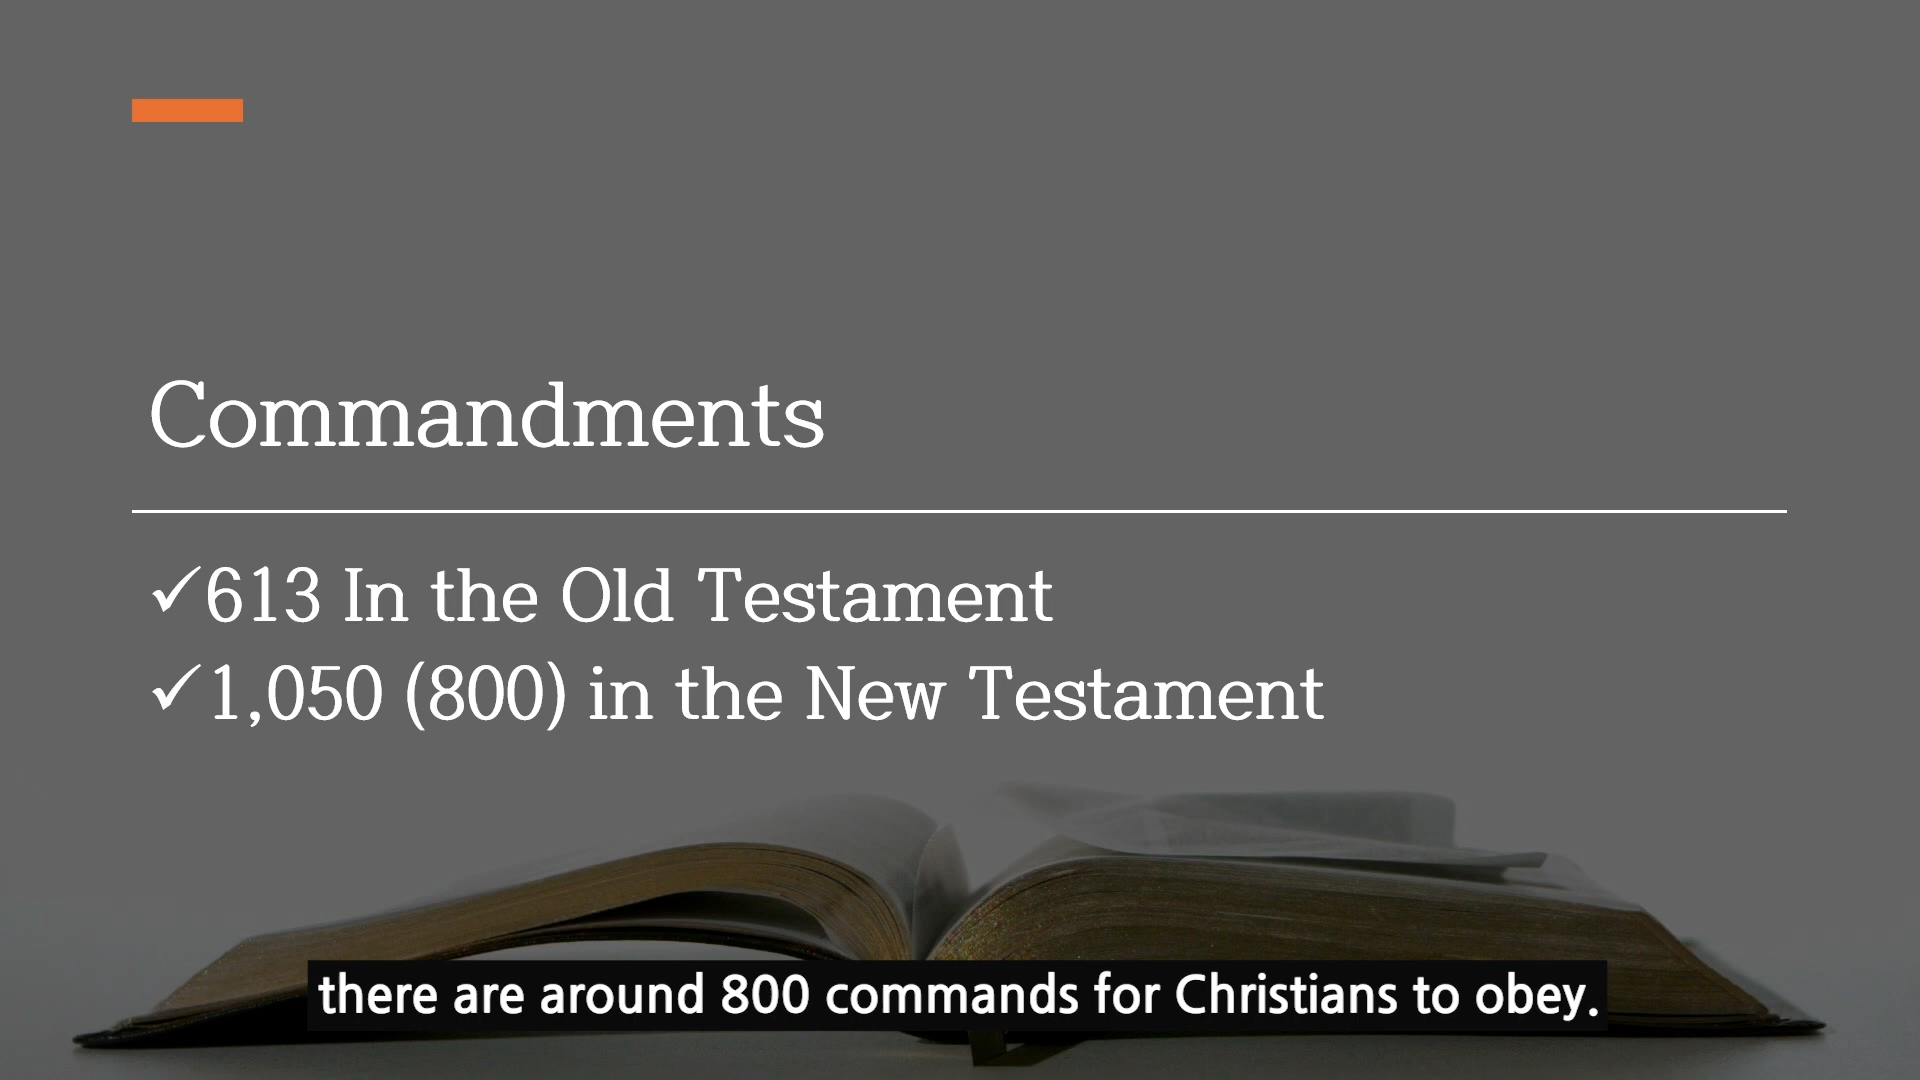 Commandments
✓613 In the Old Testament
✓1,050 (800) in the New Testament
there are around 800 commands for Christians to obey.